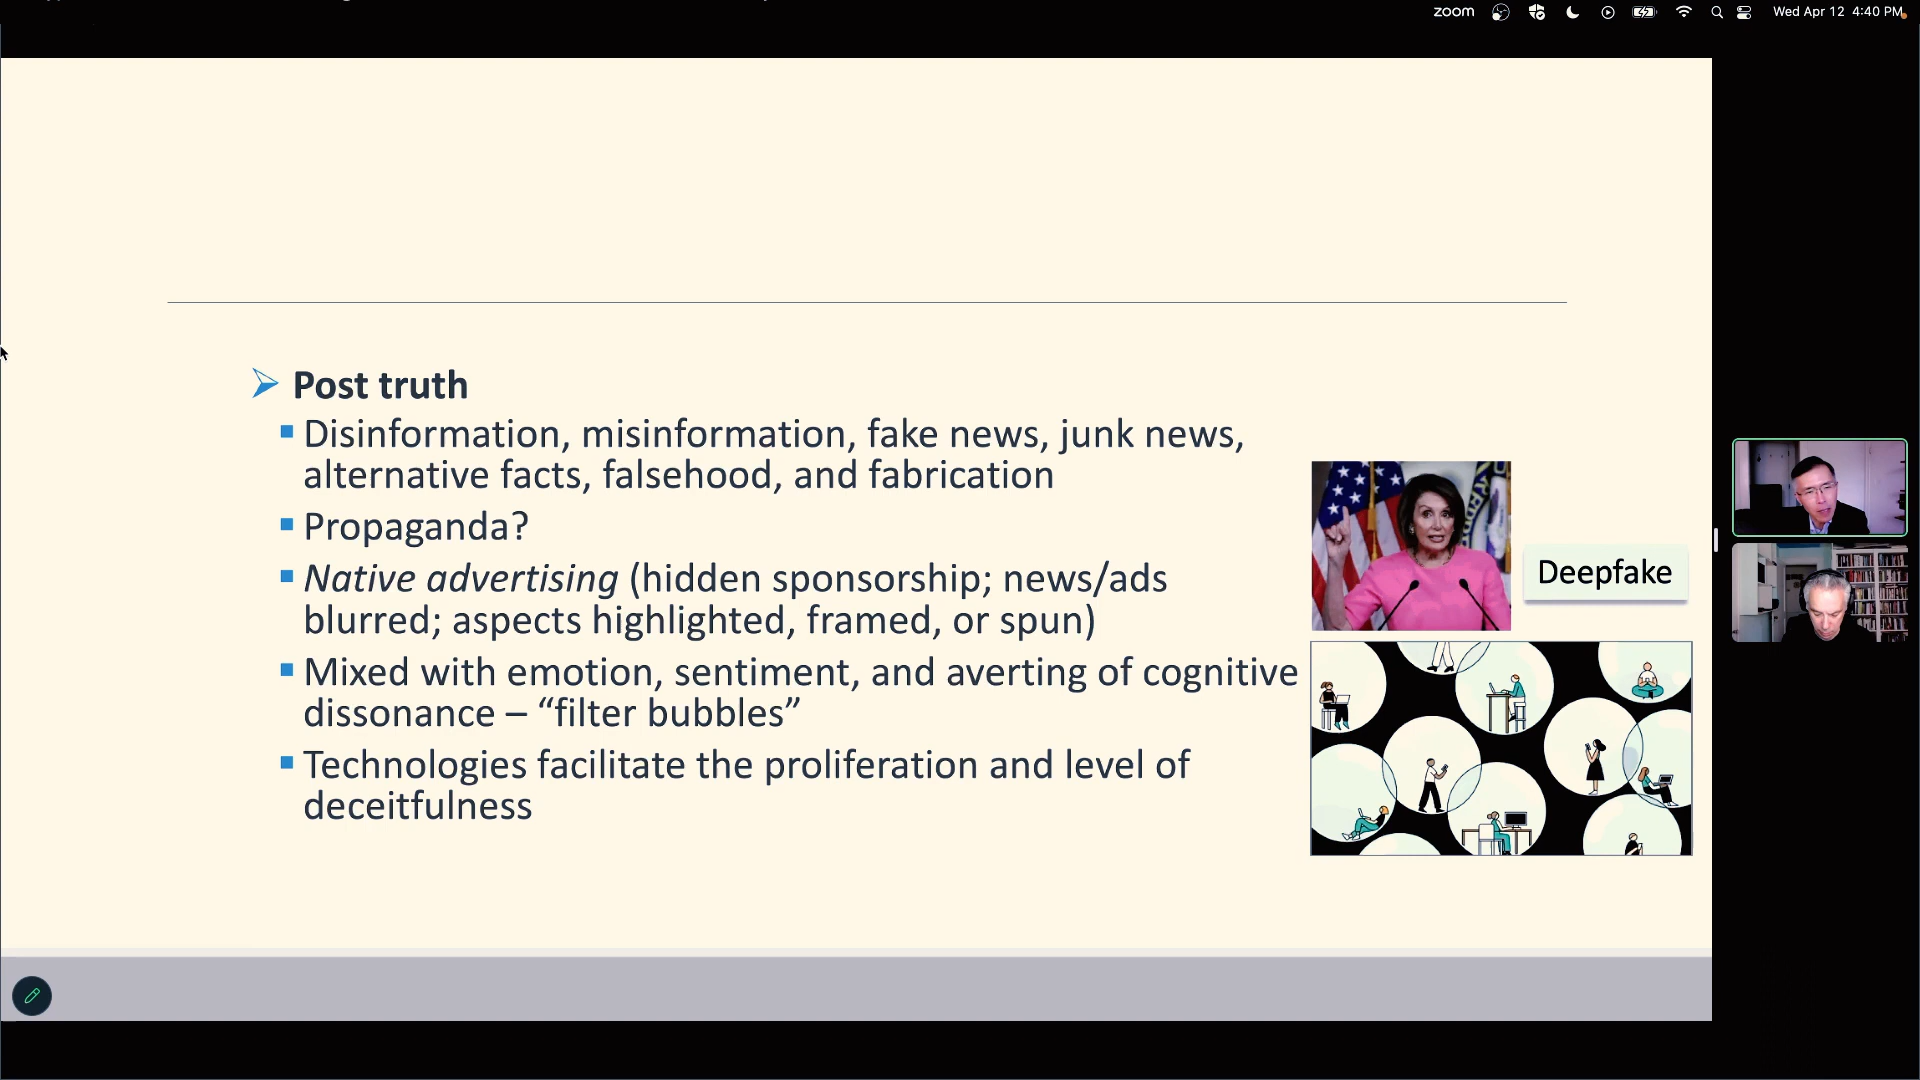 zoom
Wed Apr 12 4:40 PM
Post truth
Disinformation, misinformation, fake news, junk news,
alternative facts, falsehood, and fabrication
Propaganda?
Native advertising (hidden sponsorship; news/ads
blurred; aspects highlighted, framed, or spun)
Mixed with emotion, sentiment, and averting of cognitive
dissonance – “filter bubbles”
Technologies facilitate the proliferation and level of
deceitfulness
Deepfake